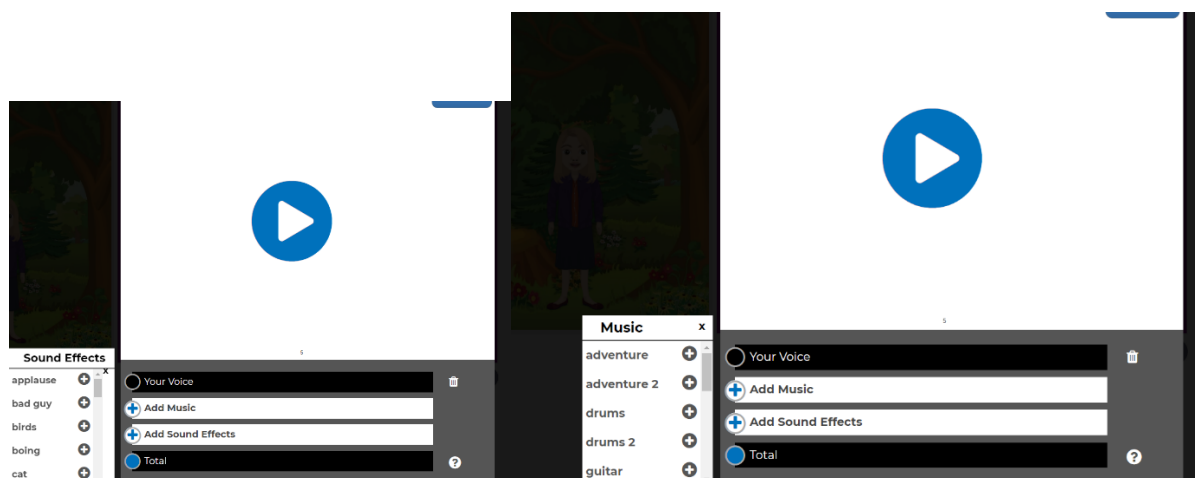 5
Sound Effects
x
applause
bad guy
birds
boing
cat
Your Voice
Add Music
Add Sound Effects
Total
?
5
Music x
adventure
adventure 2
drums
drums 2
guitar
Your Voice
Add Music
Add Sound Effects
Total
?